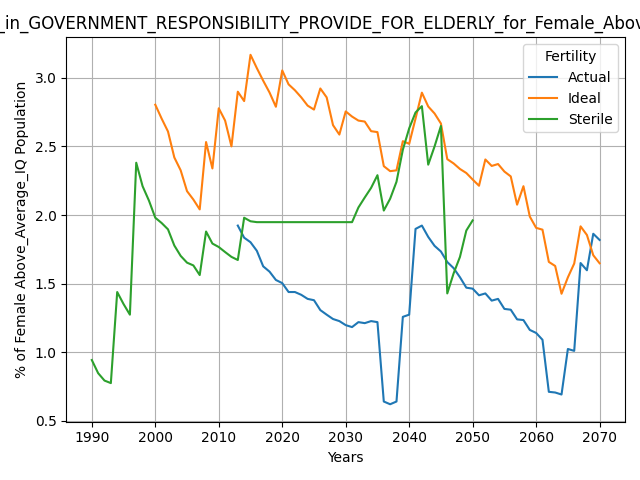 _in_GOVERNMENT_RESPONSIBILITY_PROVIDE_FOR_ELDERLY_for_Female_Above
Fertility
Actual
Ideal
Sterile
% of Female Above_Average_IQ Population
3.0
2.5
2.0
1.5
1.0
0.5
1990 2000 2010 2020 2030 2040 2050 2060 2070
Years